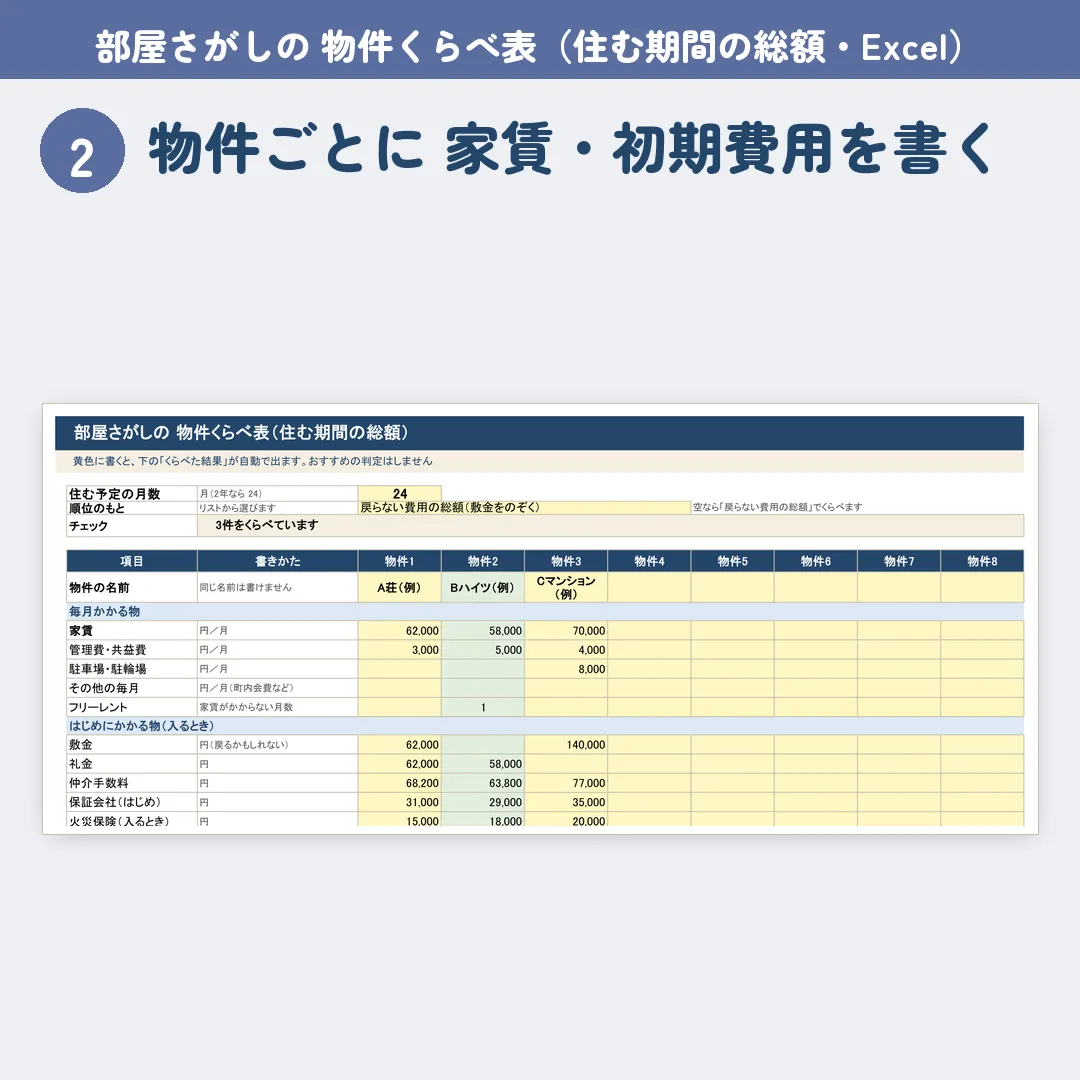 部屋さがしの 物件くらべ表（住む期間の総額・Excel）
2 物件ごとに 家賃・初期費用を書く
部屋さがしの 物件くらべ表（住む期間の総額）
黄色に書くと、下の「くらべた結果」が自動で出ます。おすすめの判定はしません
住む予定の月数 月（2年なら 24） 24
順位のもと リストから選びます 戻らない費用の総額（敷金をのぞく） 空なら「戻らない費用の総額」でくらべます
チェック 3件をくらべています
項目 書きかた 物件1 物件2 物件3 物件4 物件5 物件6 物件7 物件8
物件の名前 同じ名前は書けません A荘（例） Bハイツ（例） Cマンション（例）
毎月かかる物
家賃 円／月 62,000 58,000 70,000
管理費・共益費 円／月 3,000 5,000 4,000
駐車場・駐輪場 円／月 8,000
その他の毎月 円／月（町内会費など）
フリーレント 家賃がかからない月数 1
はじめにかかる物（入るとき）
敷金 円（戻るかもしれない） 62,000 140,000
礼金 円 62,000 58,000
仲介手数料 円 68,200 63,800 77,000
保証会社（はじめ） 円 31,000 29,000 35,000
火災保険（入るとき） 円 15,000 18,000 20,000